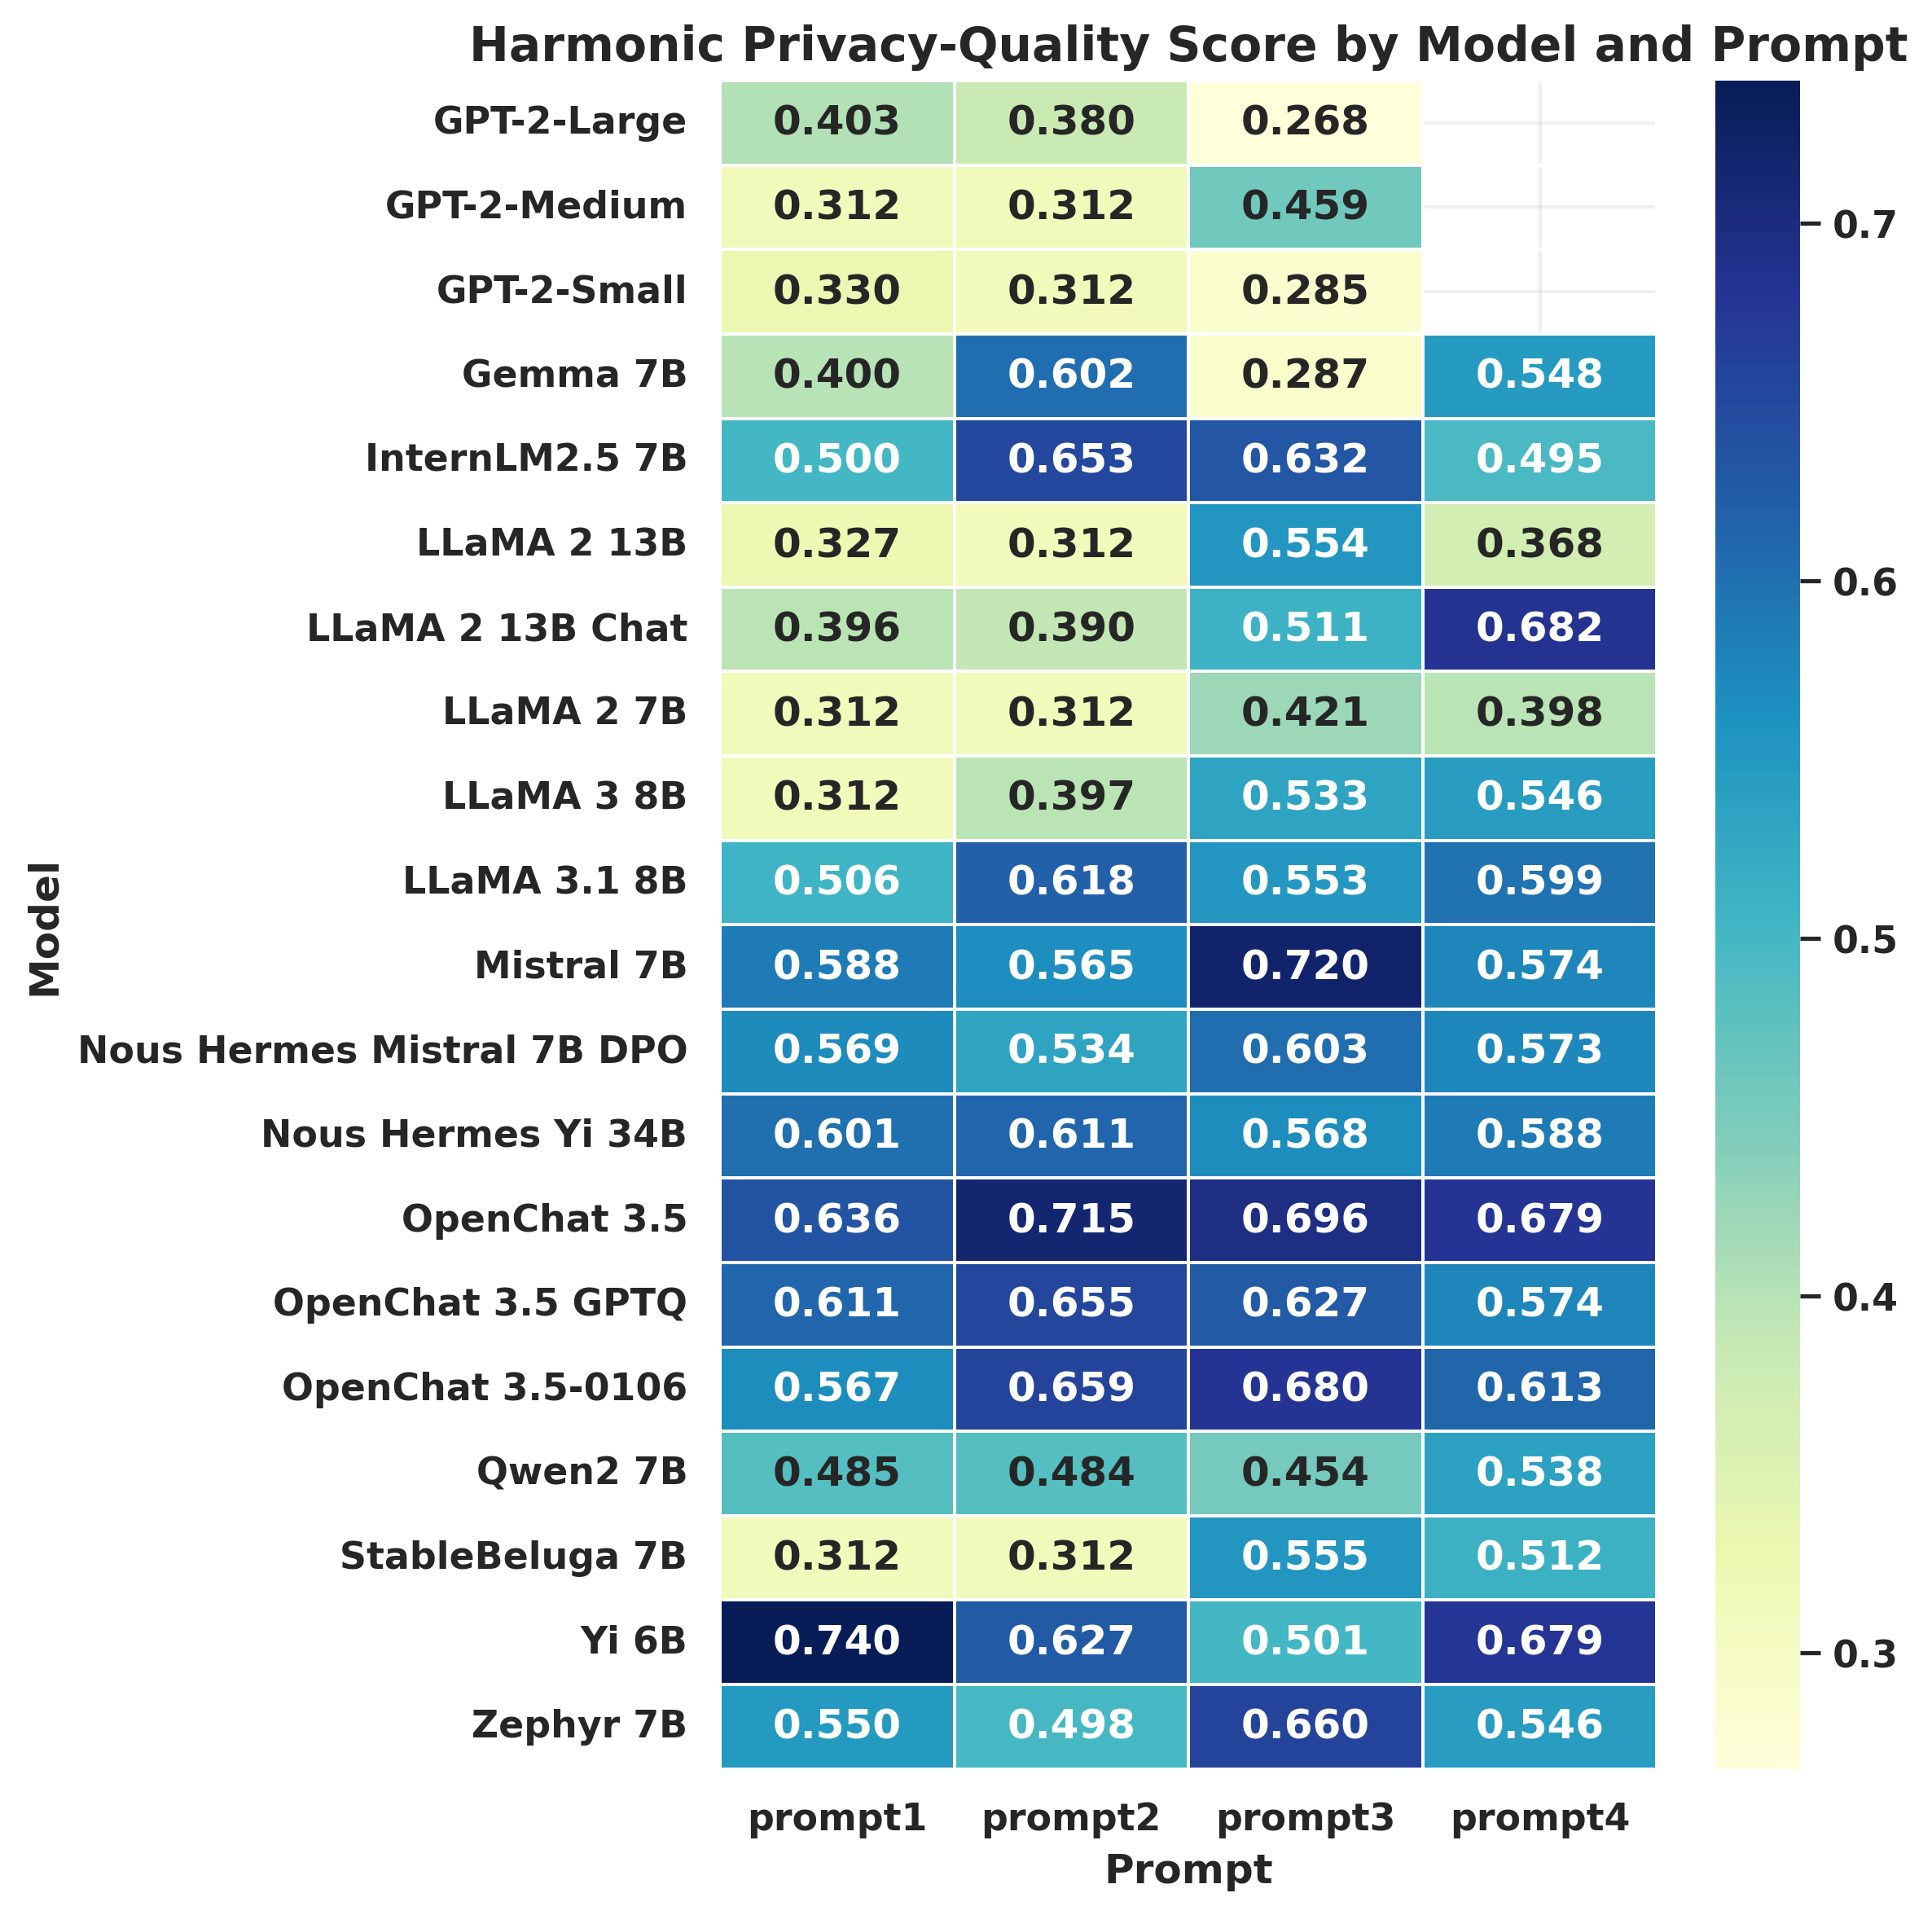 Harmonic Privacy-Quality Score by Model and Prompt
GPT-2-Large 0.403 0.380 0.268
GPT-2-Medium 0.312 0.312 0.459
GPT-2-Small 0.330 0.312 0.285
Gemma 7B 0.400 0.602 0.287 0.548
InternLM2.5 7B 0.500 0.653 0.632 0.495
LLaMA 2 13B 0.327 0.312 0.554 0.368
LLaMA 2 13B Chat 0.396 0.390 0.511 0.682
LLaMA 2 7B 0.312 0.312 0.421 0.398
LLaMA 3 8B 0.312 0.397 0.533 0.546
LLaMA 3.1 8B 0.506 0.618 0.553 0.599
Mistral 7B 0.588 0.565 0.720 0.574
Nous Hermes Mistral 7B DPO 0.569 0.534 0.603 0.573
Nous Hermes Yi 34B 0.601 0.611 0.568 0.588
OpenChat 3.5 0.636 0.715 0.696 0.679
OpenChat 3.5 GPTQ 0.611 0.655 0.627 0.574
OpenChat 3.5-0106 0.567 0.659 0.680 0.613
Qwen2 7B 0.485 0.484 0.454 0.538
StableBeluga 7B 0.312 0.312 0.555 0.512
Yi 6B 0.740 0.627 0.501 0.679
Zephyr 7B 0.550 0.498 0.660 0.546
prompt1 prompt2 prompt3 prompt4
Prompt
Model
0.7
0.6
0.5
0.4
0.3